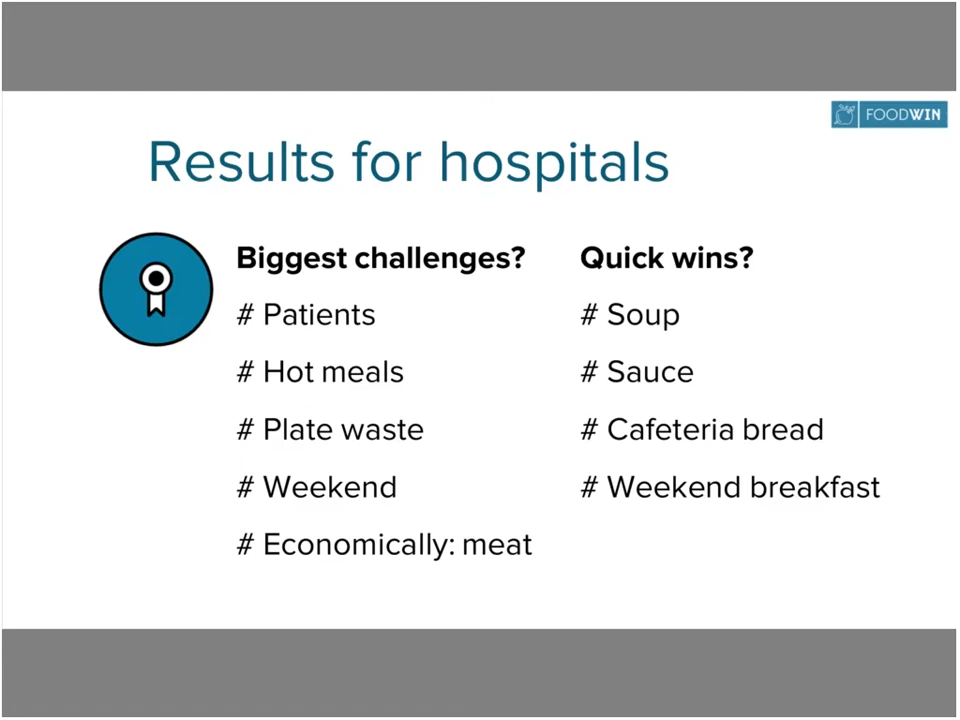 FOODWIN
Results for hospitals
Biggest challenges?
# Patients
# Hot meals
# Plate waste
# Weekend
# Economically: meat
Quick wins?
# Soup
# Sauce
# Cafeteria bread
# Weekend breakfast